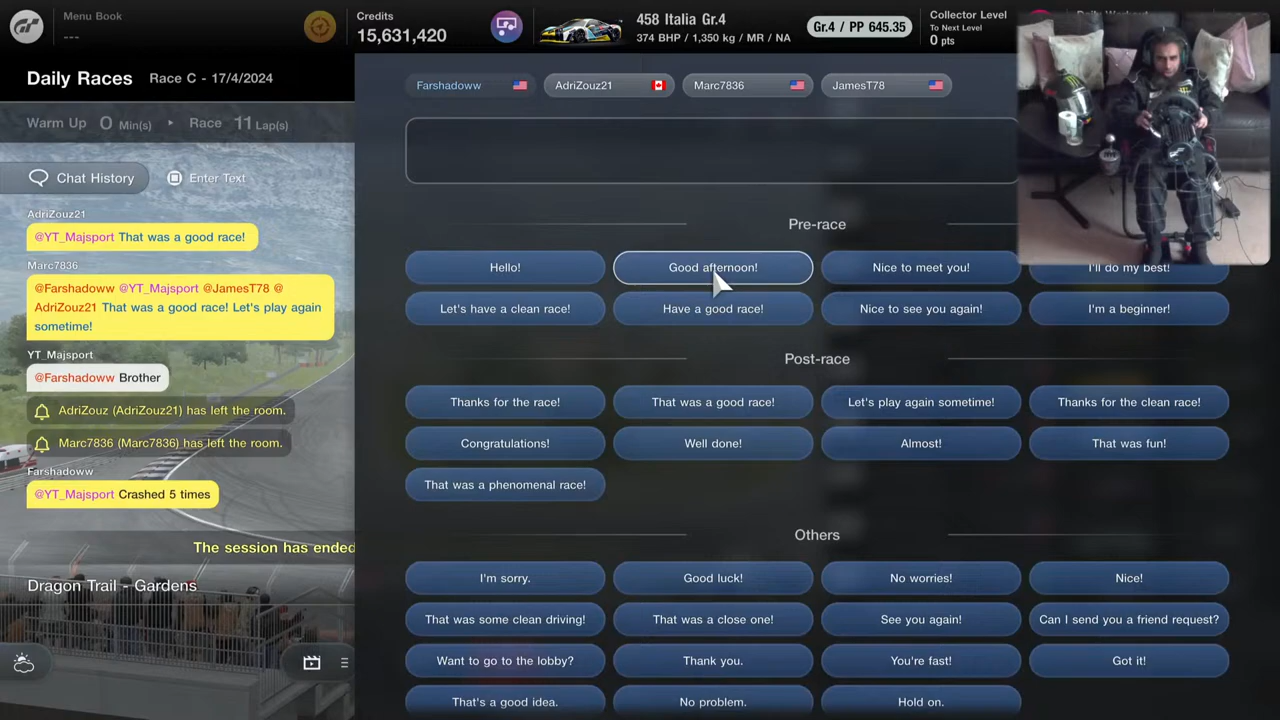 GT
Menu Book
---
Credits
15,631,420
458 Italia Gr.4
374 BHP / 1,350 kg / MR / NA
Gr.4 / PP 645.35
Collector Level
To Next Level
0 pts
Daily Races
Race C - 17/4/2024
Farshadoww
AdriZouz21
Marc7836
JamesT78
Warm Up 0 Min(s) ▸ Race 11 Lap(s)
Chat History
Enter Text
AdriZouz21
@YT_Majsport That was a good race!
Marc7836
@Farshadoww @YT_Majsport @JamesT78 @
AdriZouz21 That was a good race! Let's play again
sometime!
YT_Majsport
@Farshadoww Brother
AdriZouz (AdriZouz21) has left the room.
Marc7836 (Marc7836) has left the room.
Farshadoww
@YT_Majsport Crashed 5 times
The session has ended
Dragon Trail - Gardens
Pre-race
Hello!
Good afternoon!
Nice to meet you!
I'll do my best!
Let's have a clean race!
Have a good race!
Nice to see you again!
I'm a beginner!
Post-race
Thanks for the race!
That was a good race!
Let's play again sometime!
Thanks for the clean race!
Congratulations!
Well done!
Almost!
That was fun!
That was a phenomenal race!
Others
I'm sorry.
Good luck!
No worries!
Nice!
That was some clean driving!
That was a close one!
See you again!
Can I send you a friend request?
Want to go to the lobby?
Thank you.
You're fast!
Got it!
That's a good idea.
No problem.
Hold on.